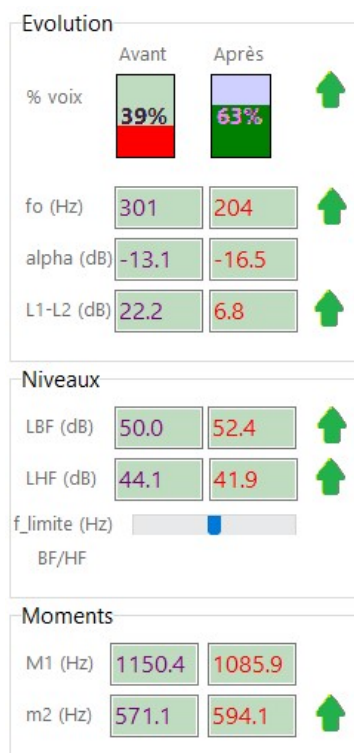 Evolution
Avant Après
% voix 39% 63%
fo (Hz) 301 204
alpha (dB) -13.1 -16.5
L1-L2 (dB) 22.2 6.8
Niveaux
LBF (dB) 50.0 52.4
LHF (dB) 44.1 41.9
f_limite (Hz)
BF/HF
Moments
M1 (Hz) 1150.4 1085.9
m2 (Hz) 571.1 594.1